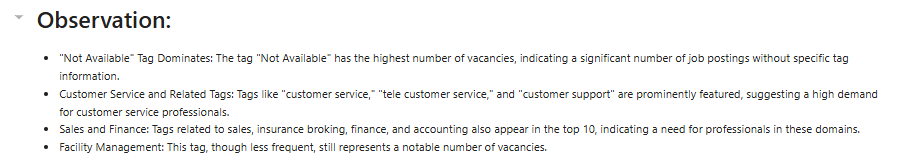 Observation:
• "Not Available" Tag Dominates: The tag "Not Available" has the highest number of vacancies, indicating a significant number of job postings without specific tag
information.
• Customer Service and Related Tags: Tags like "customer service," "tele customer service," and "customer support" are prominently featured, suggesting a high demand
for customer service professionals.
• Sales and Finance: Tags related to sales, insurance broking, finance, and accounting also appear in the top 10, indicating a need for professionals in these domains.
• Facility Management: This tag, though less frequent, still represents a notable number of vacancies.